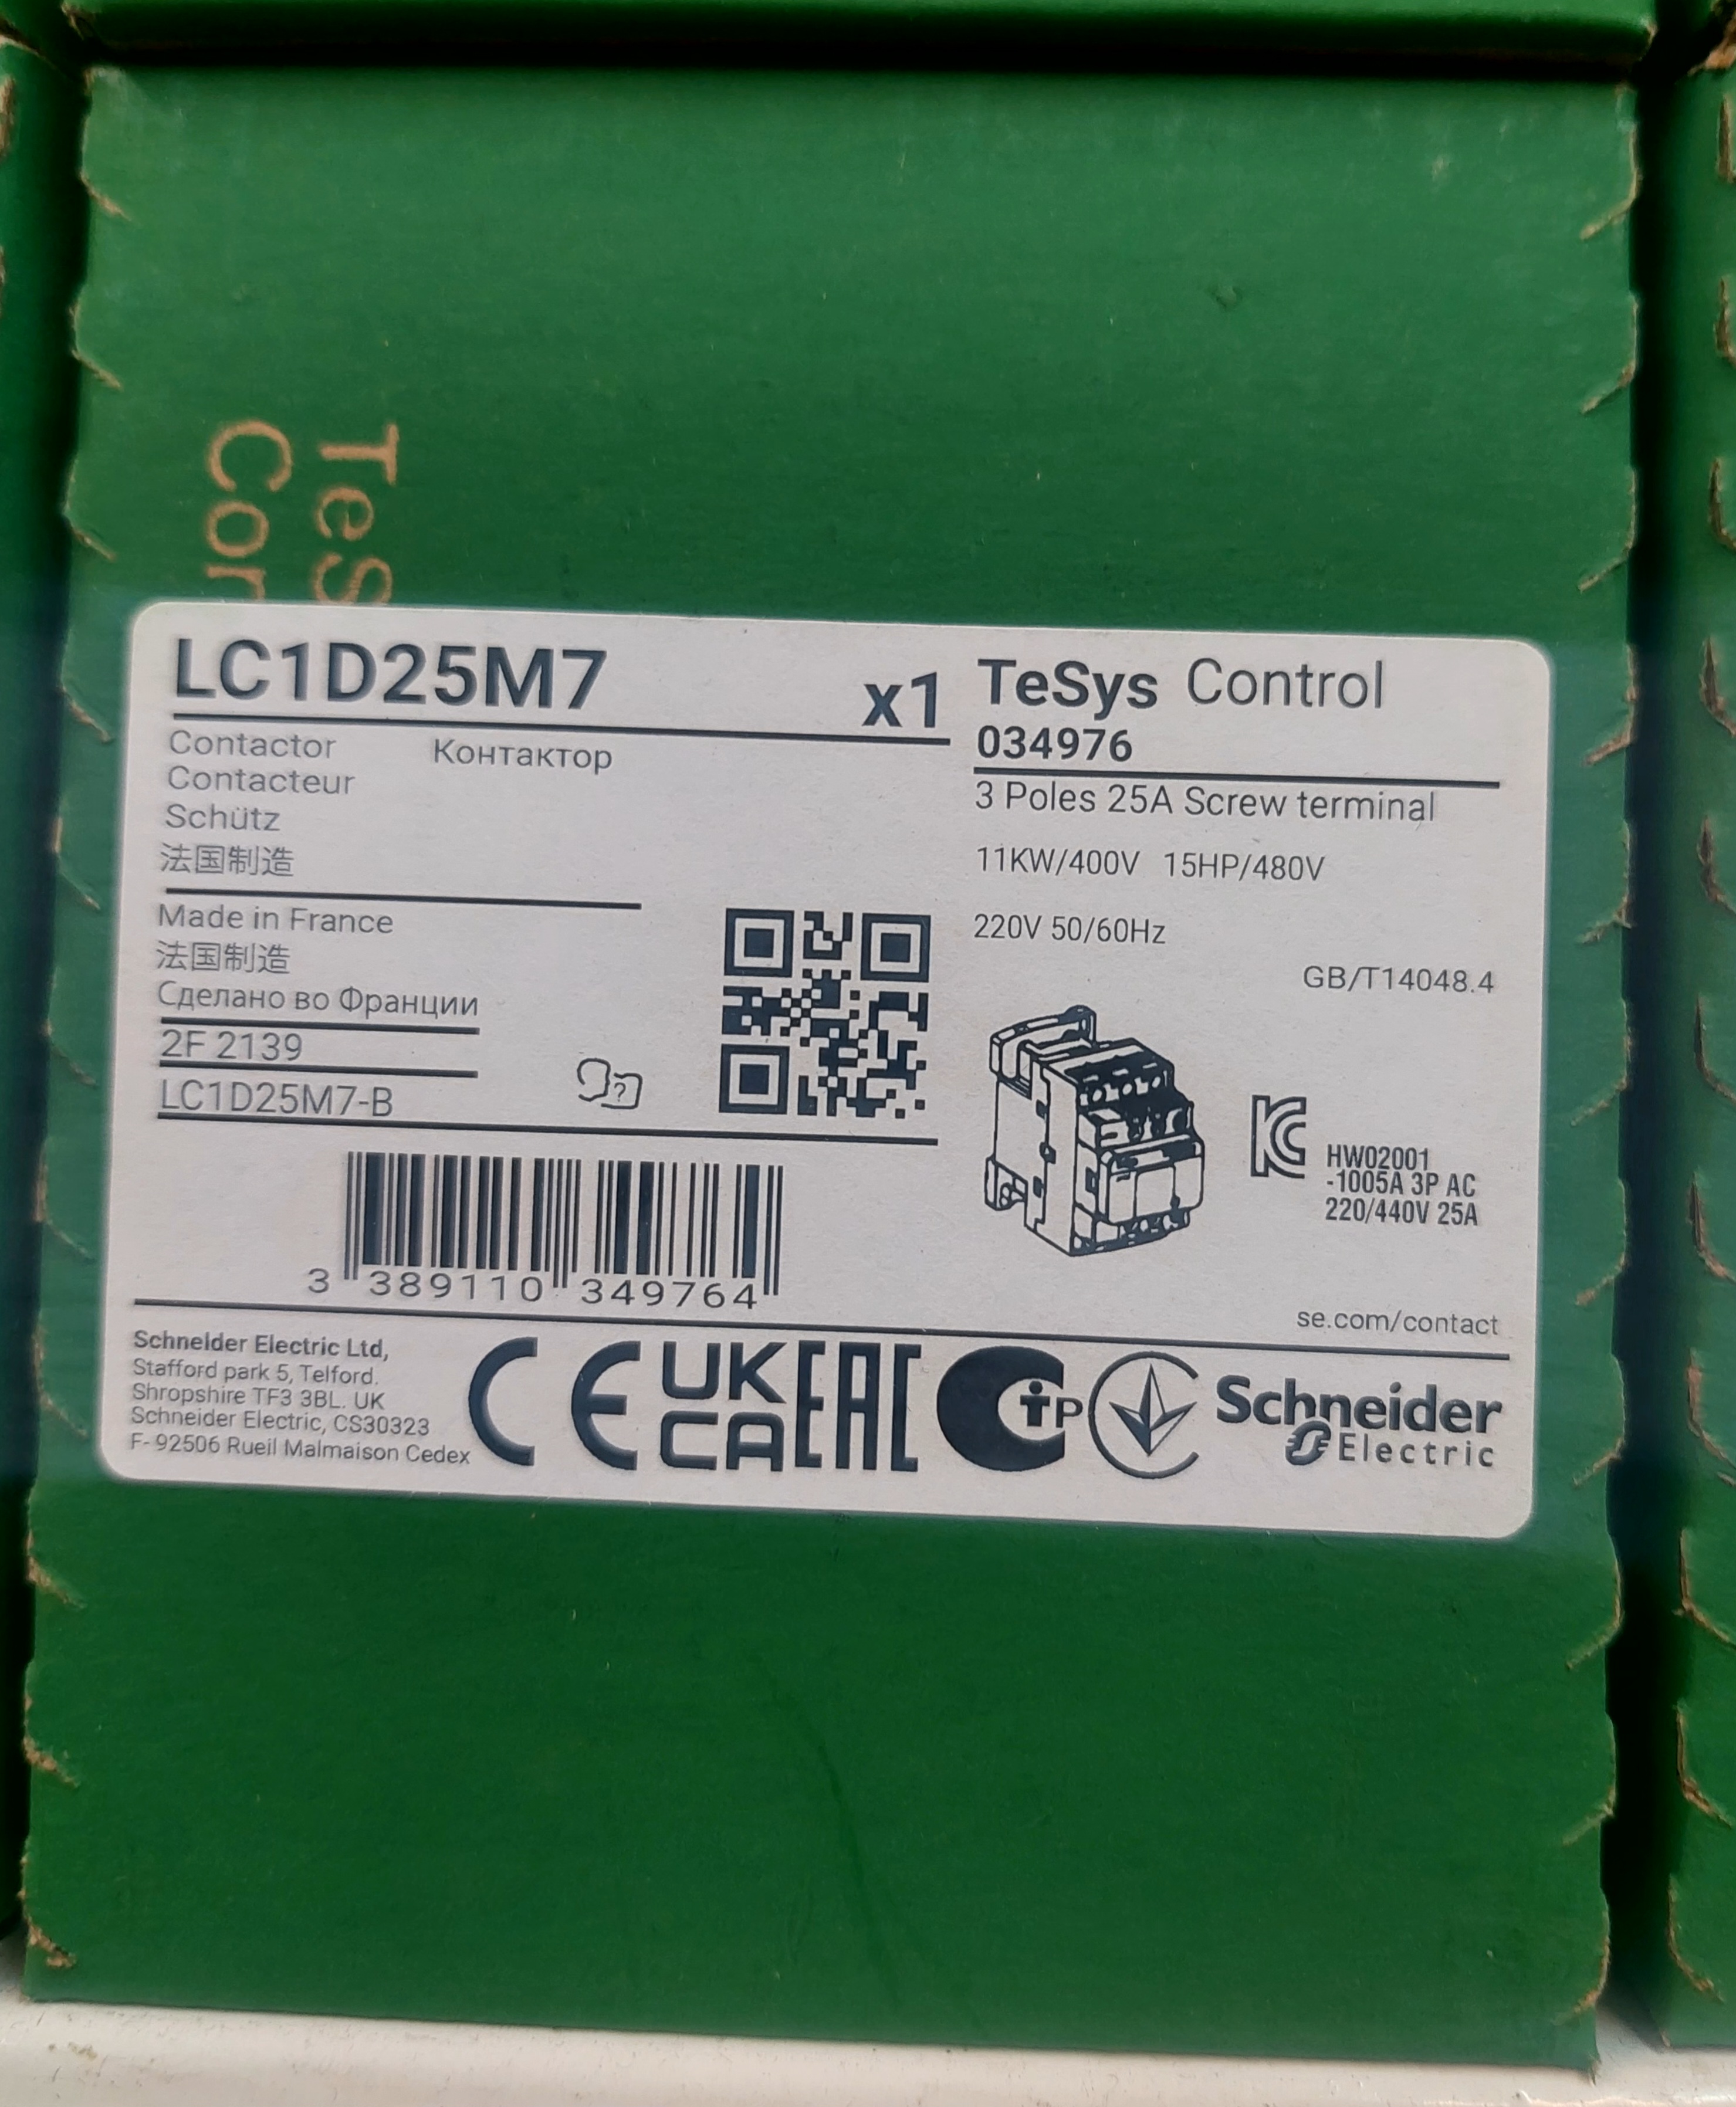 TeS
Cor
LC1D25M7
x1
Contactor
Контактор
Contacteur
Schütz
法国制造
Made in France
法国制造
Сделано во Франции
2F 2139
LC1D25M7-B
3 389110 349764
TeSys Control
034976
3 Poles 25A Screw terminal
11KW/400V 15HP/480V
220V 50/60Hz
GB/T14048.4
HW02001
-1005A 3P AC
220/440V 25A
se.com/contact
Schneider Electric Ltd,
Stafford park 5, Telford.
Shropshire TF3 3BL. UK
Schneider Electric, CS30323
F-92506 Rueil Malmaison Cedex
CE
UK
CA
EAC
Schneider
Electric